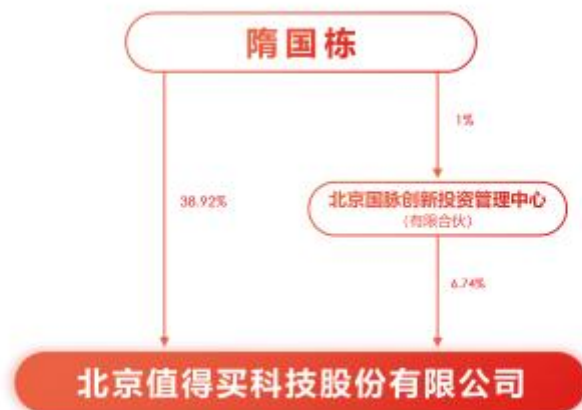 隋国栋
1%
38.92%
北京国脉创新投资管理中心
(有限合伙)
6.74%
北京值得买科技股份有限公司